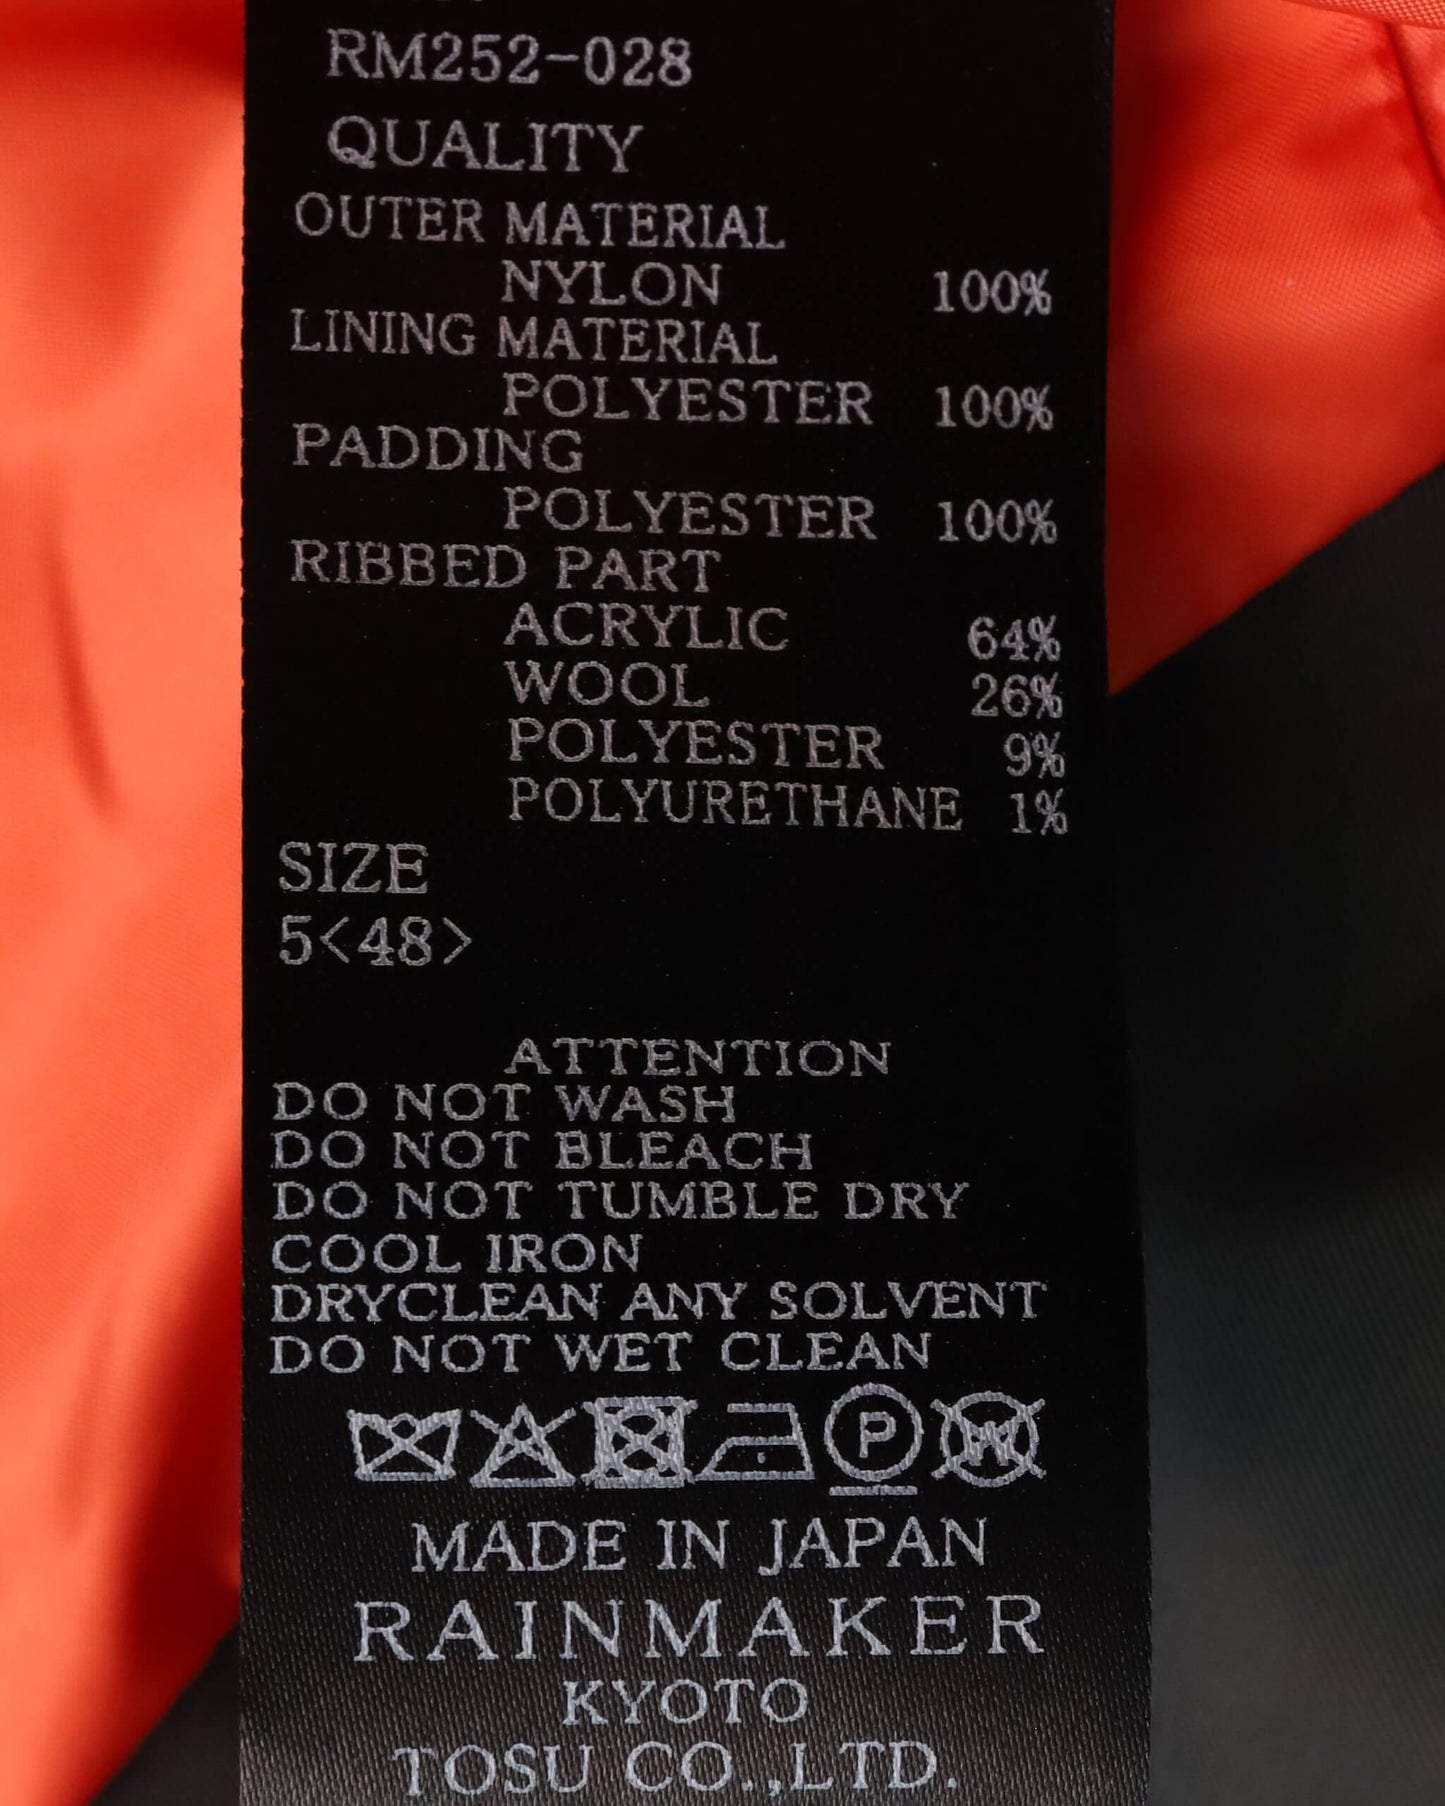 RM252-028
QUALITY
OUTER MATERIAL
NYLON 100%
LINING MATERIAL
POLYESTER 100%
PADDING
POLYESTER 100%
RIBBED PART
ACRYLIC 64%
WOOL 26%
POLYESTER 9%
POLYURETHANE 1%
SIZE
5<48>
ATTENTION
DO NOT WASH
DO NOT BLEACH
DO NOT TUMBLE DRY
COOL IRON
DRYCLEAN ANY SOLVENT
DO NOT WET CLEAN
P W
MADE IN JAPAN
RAINMAKER
KYOTO
TOSU CO.,LTD.